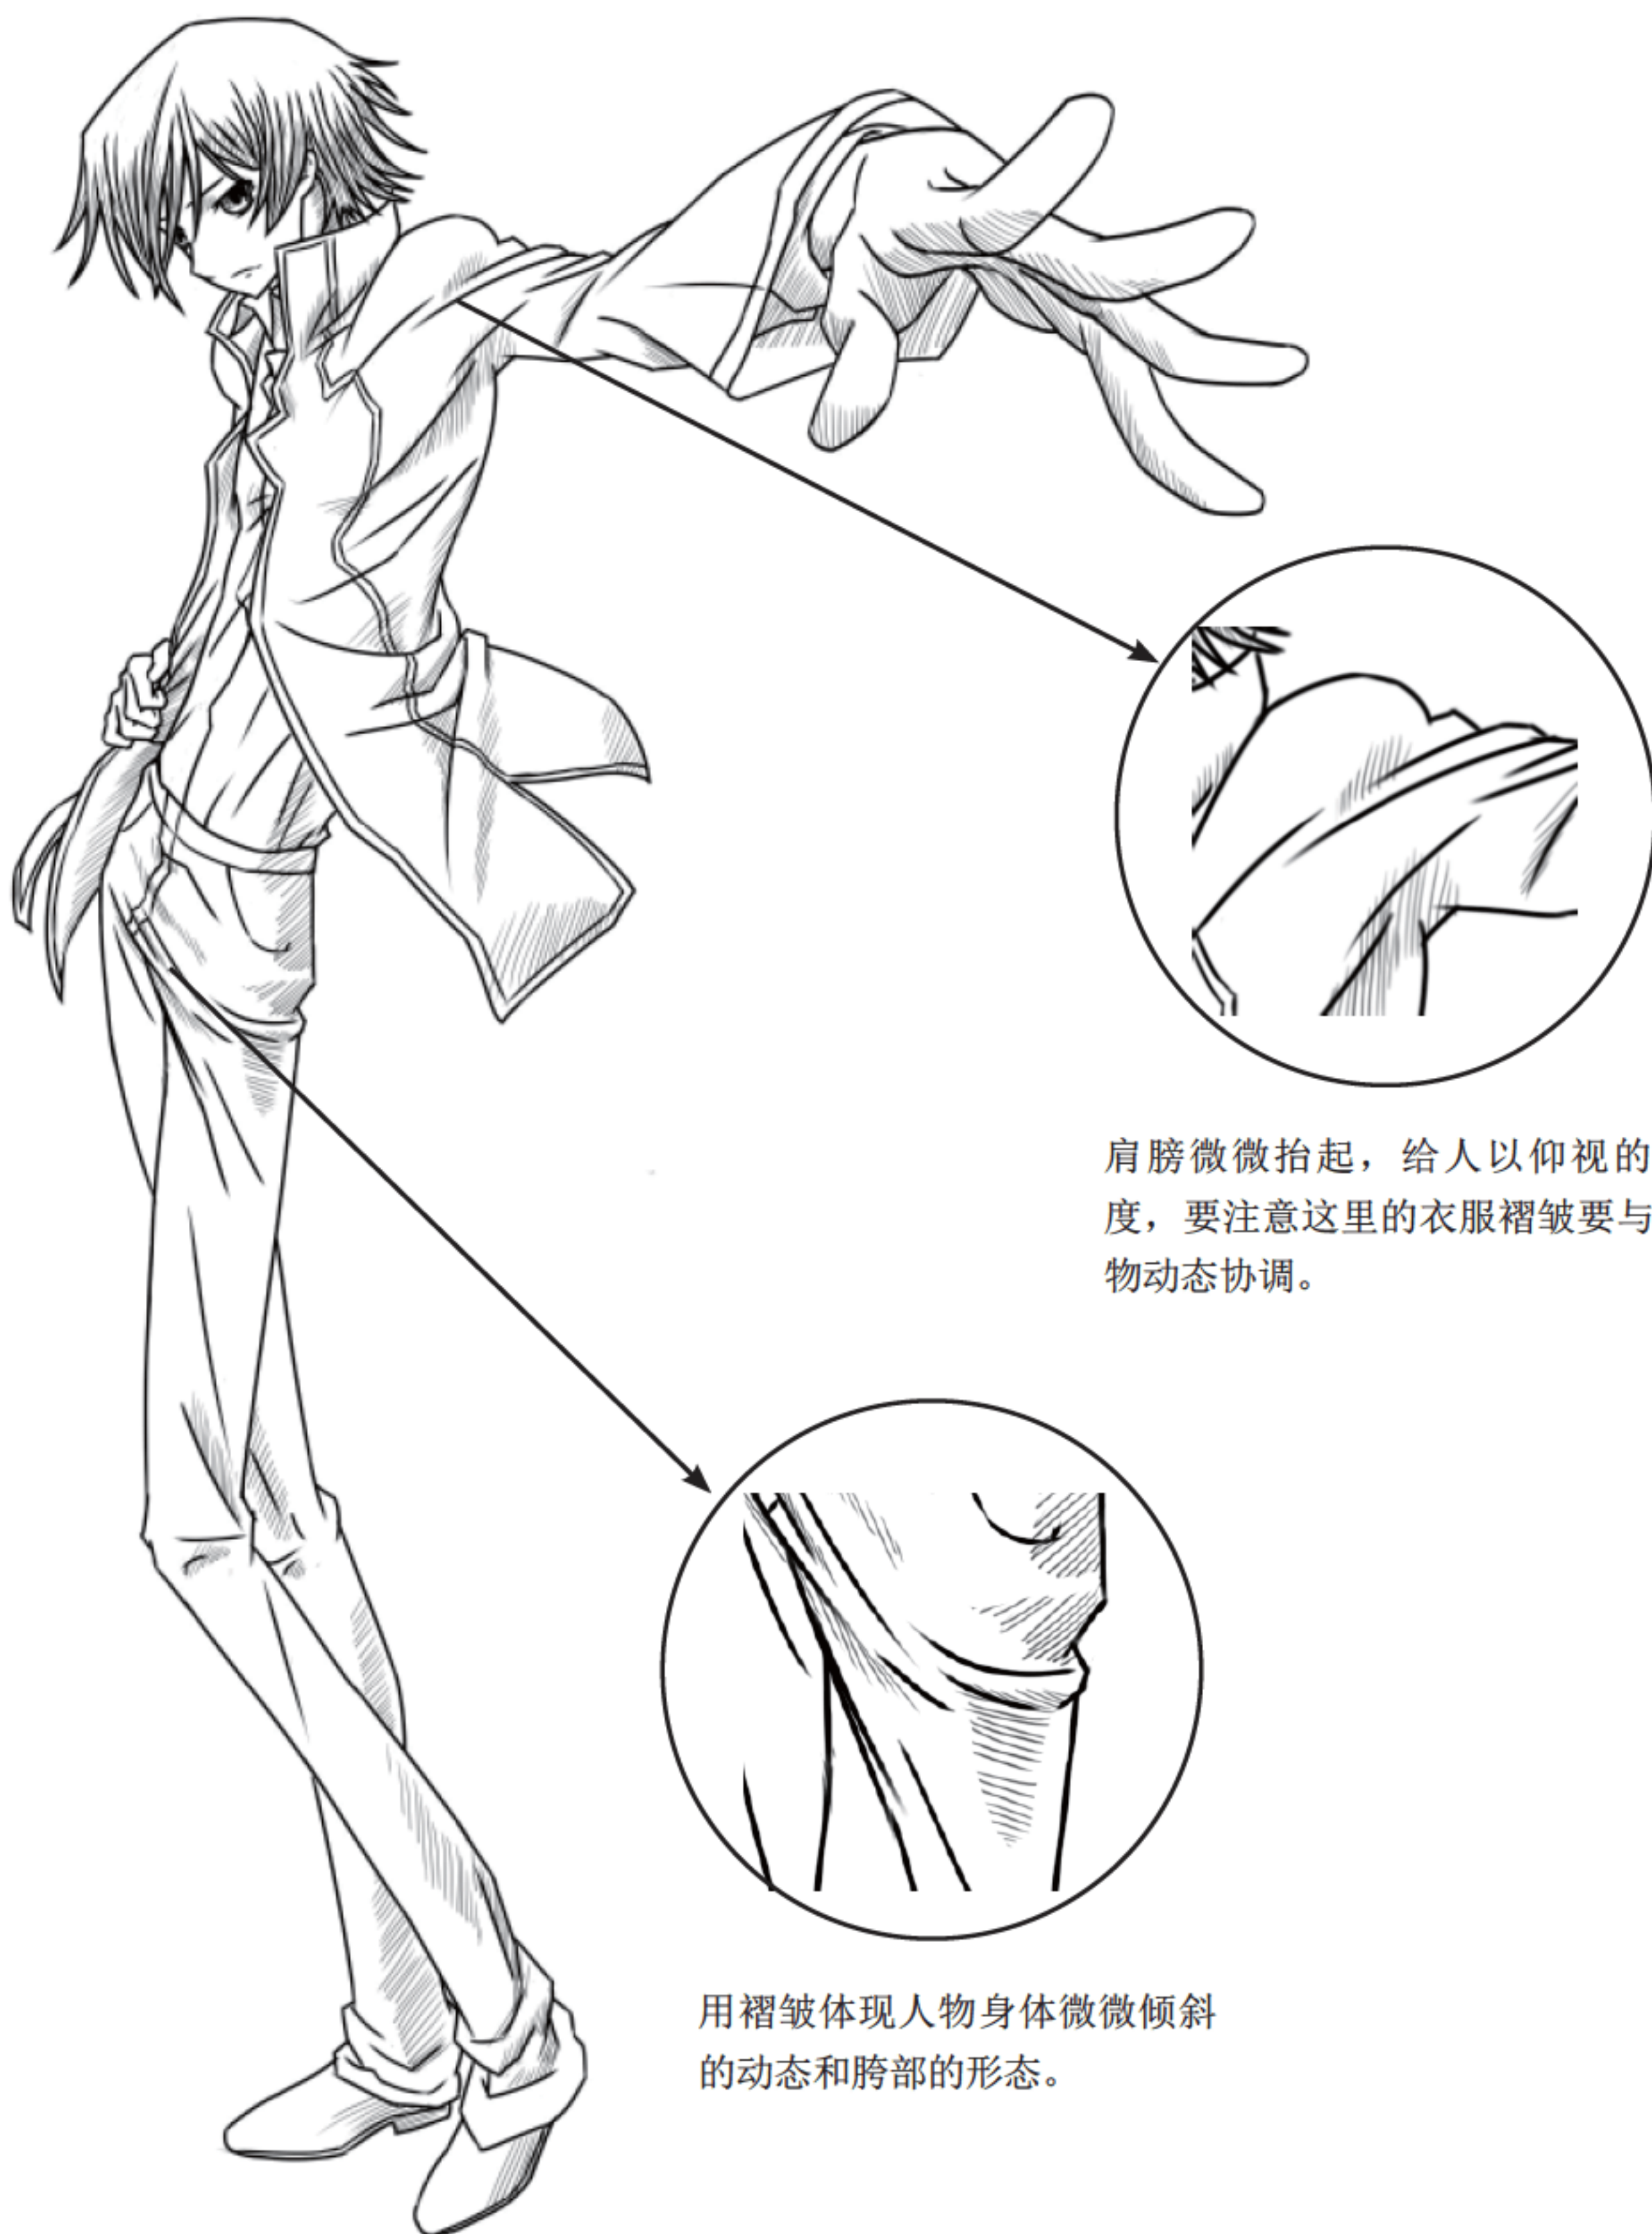 肩膀微微抬起，给人以仰视的
度，要注意这里的衣服褶皱要与
物动态协调。
用褶皱体现人物身体微微倾斜
的动态和胯部的形态。